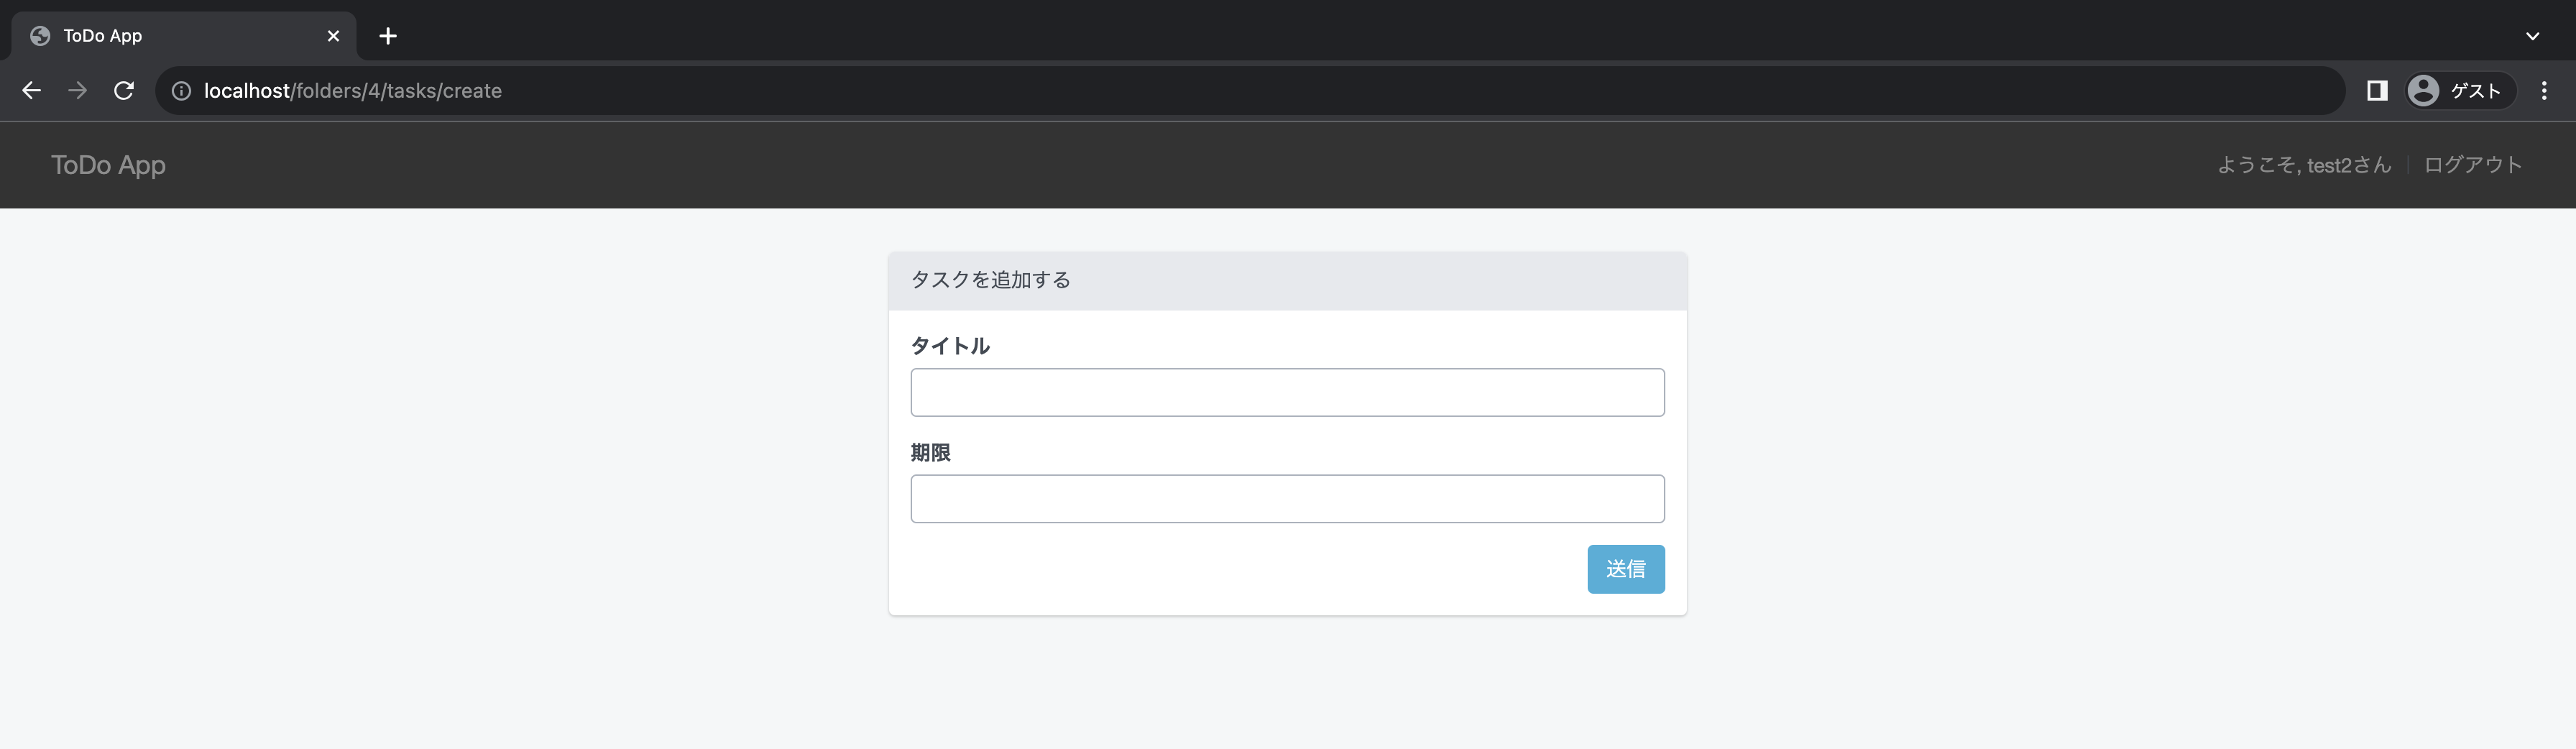 ToDo App
localhost/folders/4/tasks/create
ゲスト
ToDo App
ようこそ, test2さん
ログアウト
タスクを追加する
タイトル
期限
送信